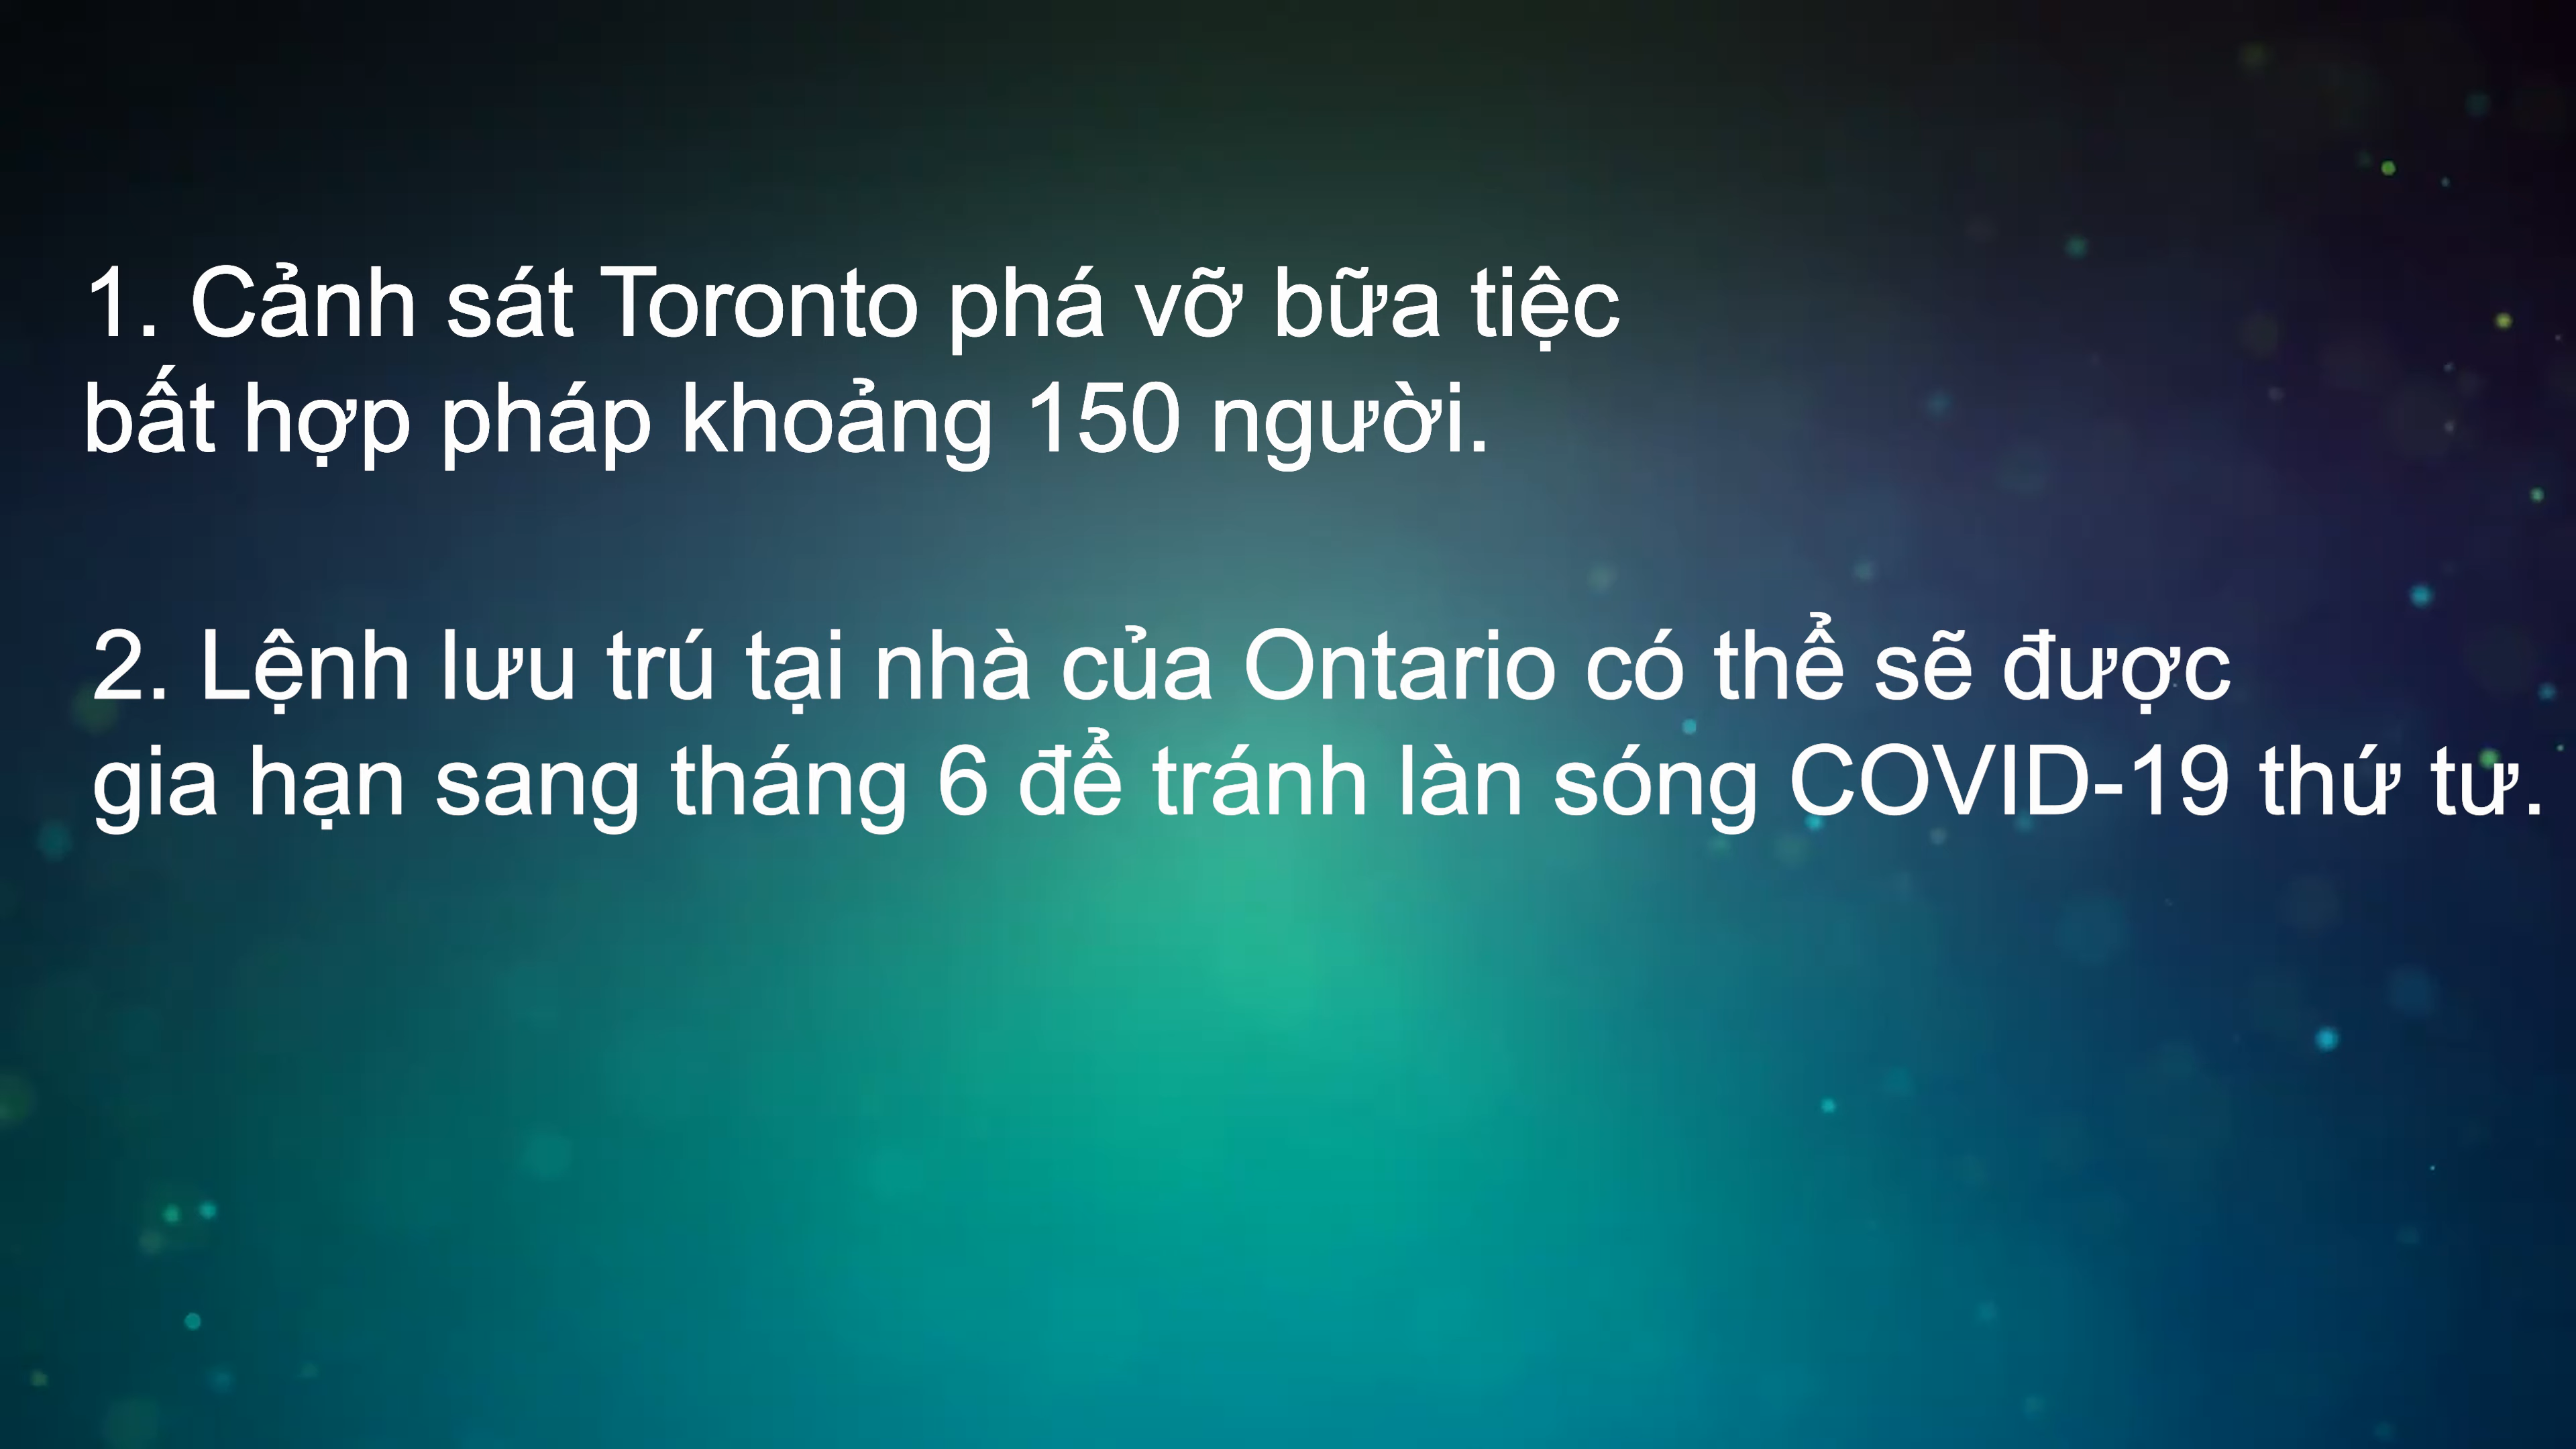 1. Cảnh sát Toronto phá vỡ bữa tiệc
bất hợp pháp khoảng 150 người.
2. Lệnh lưu trú tại nhà của Ontario có thể sẽ được
gia hạn sang tháng 6 để tránh làn sóng COVID-19 thứ tư.